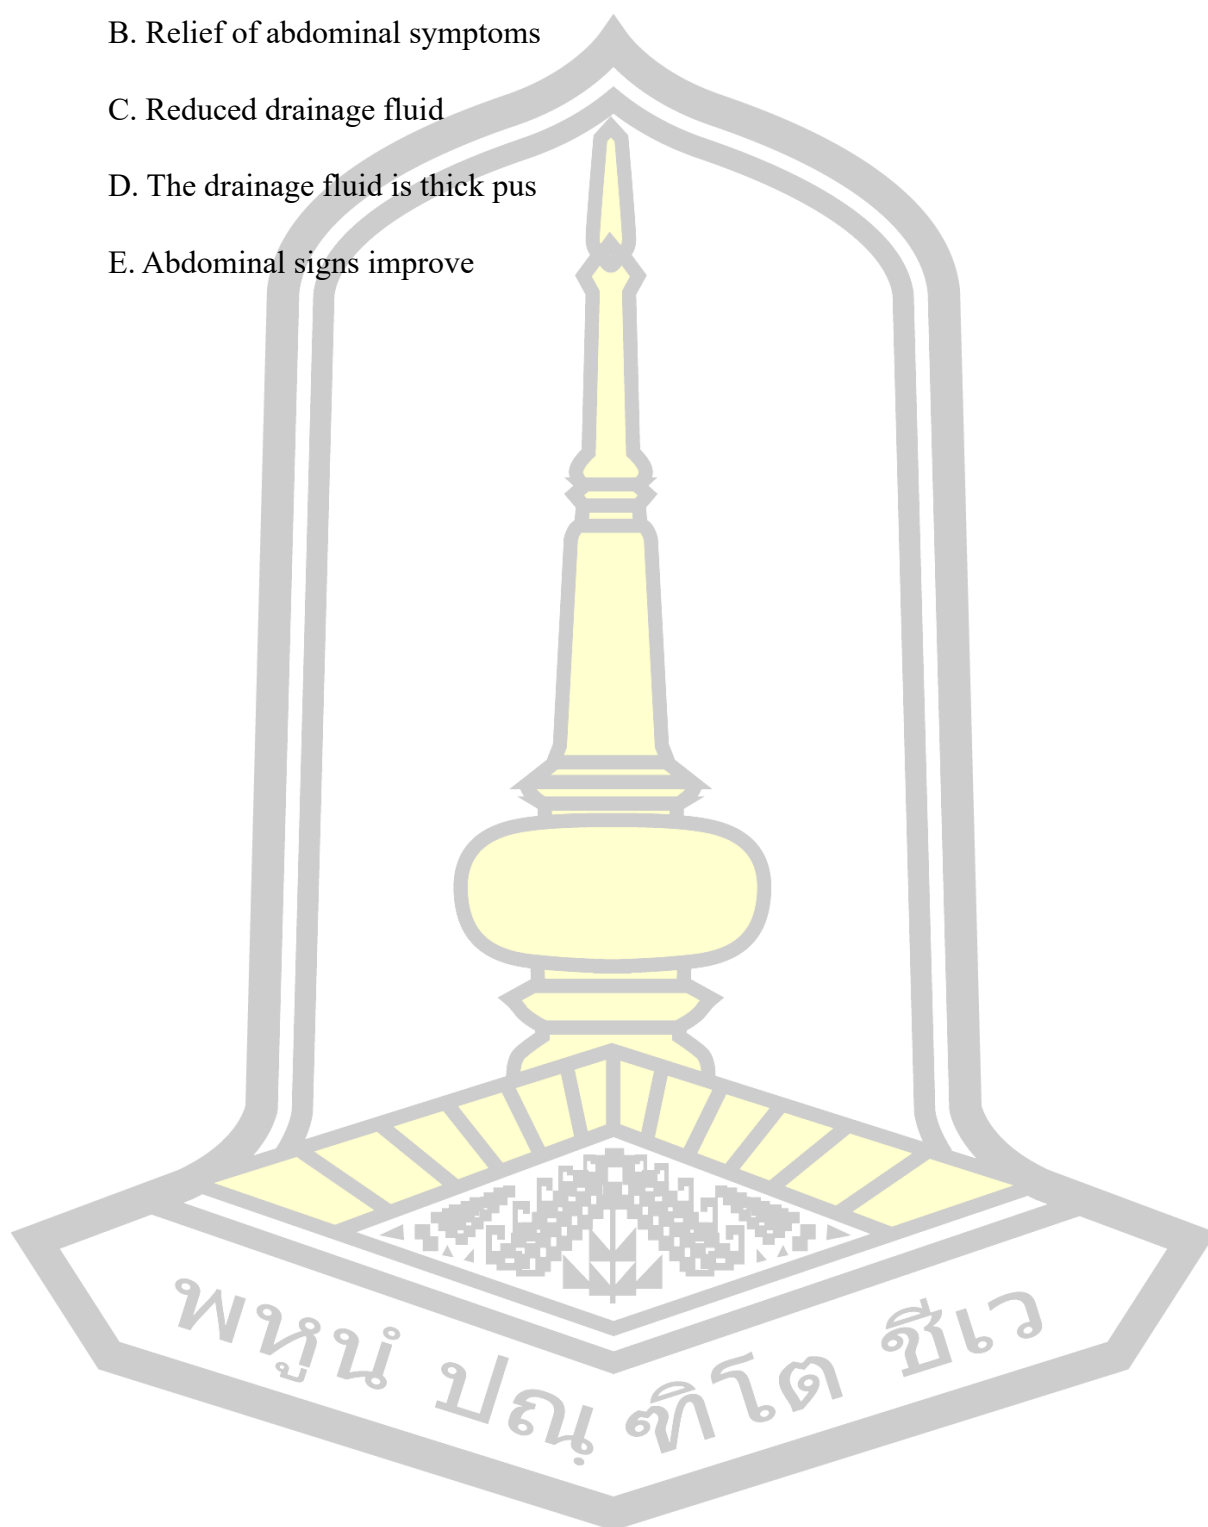 B. Relief of abdominal symptoms
C. Reduced drainage fluid
D. The drainage fluid is thick pus
E. Abdominal signs improve
พหูนํ ปณฺฑิโต ชีเว